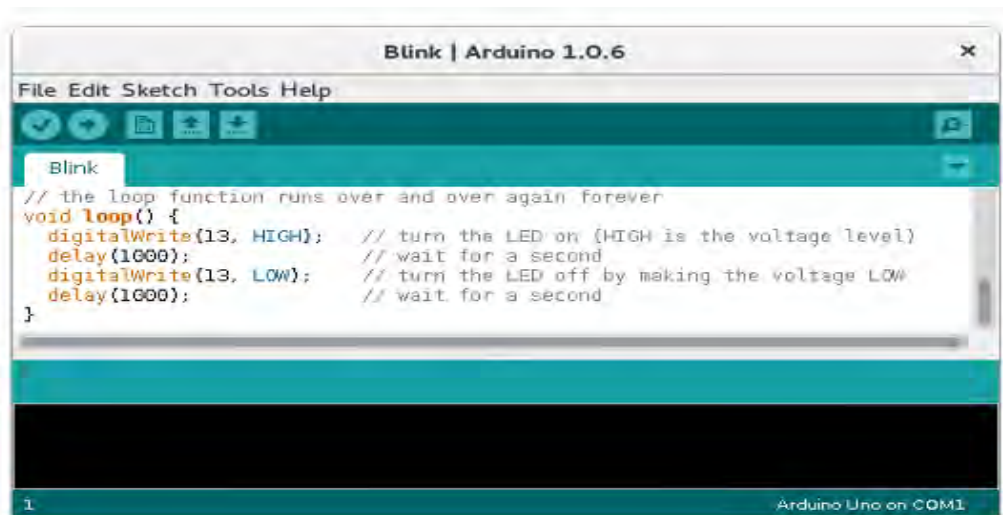 Blink | Arduino 1.0.6
File Edit Sketch Tools Help
Blink
// the loop function runs over and over again forever
void loop() {
  digitalWrite(13, HIGH);   // turn the LED on (HIGH is the voltage level)
  delay(1000);              // wait for a second
  digitalWrite(13, LOW);    // turn the LED off by making the voltage LOW
  delay(1000);              // wait for a second
}
1
Arduino Uno on COM1